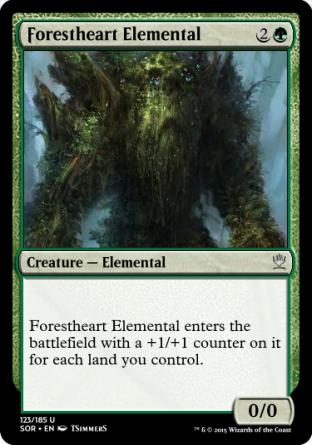 Forestheart Elemental 2
Creature — Elemental
Forestheart Elemental enters the
battlefield with a +1/+1 counter on it
for each land you control.
0/0
123/185 U
SOR • EN TSimmerS
™ & © 2015 Wizards of the Coast